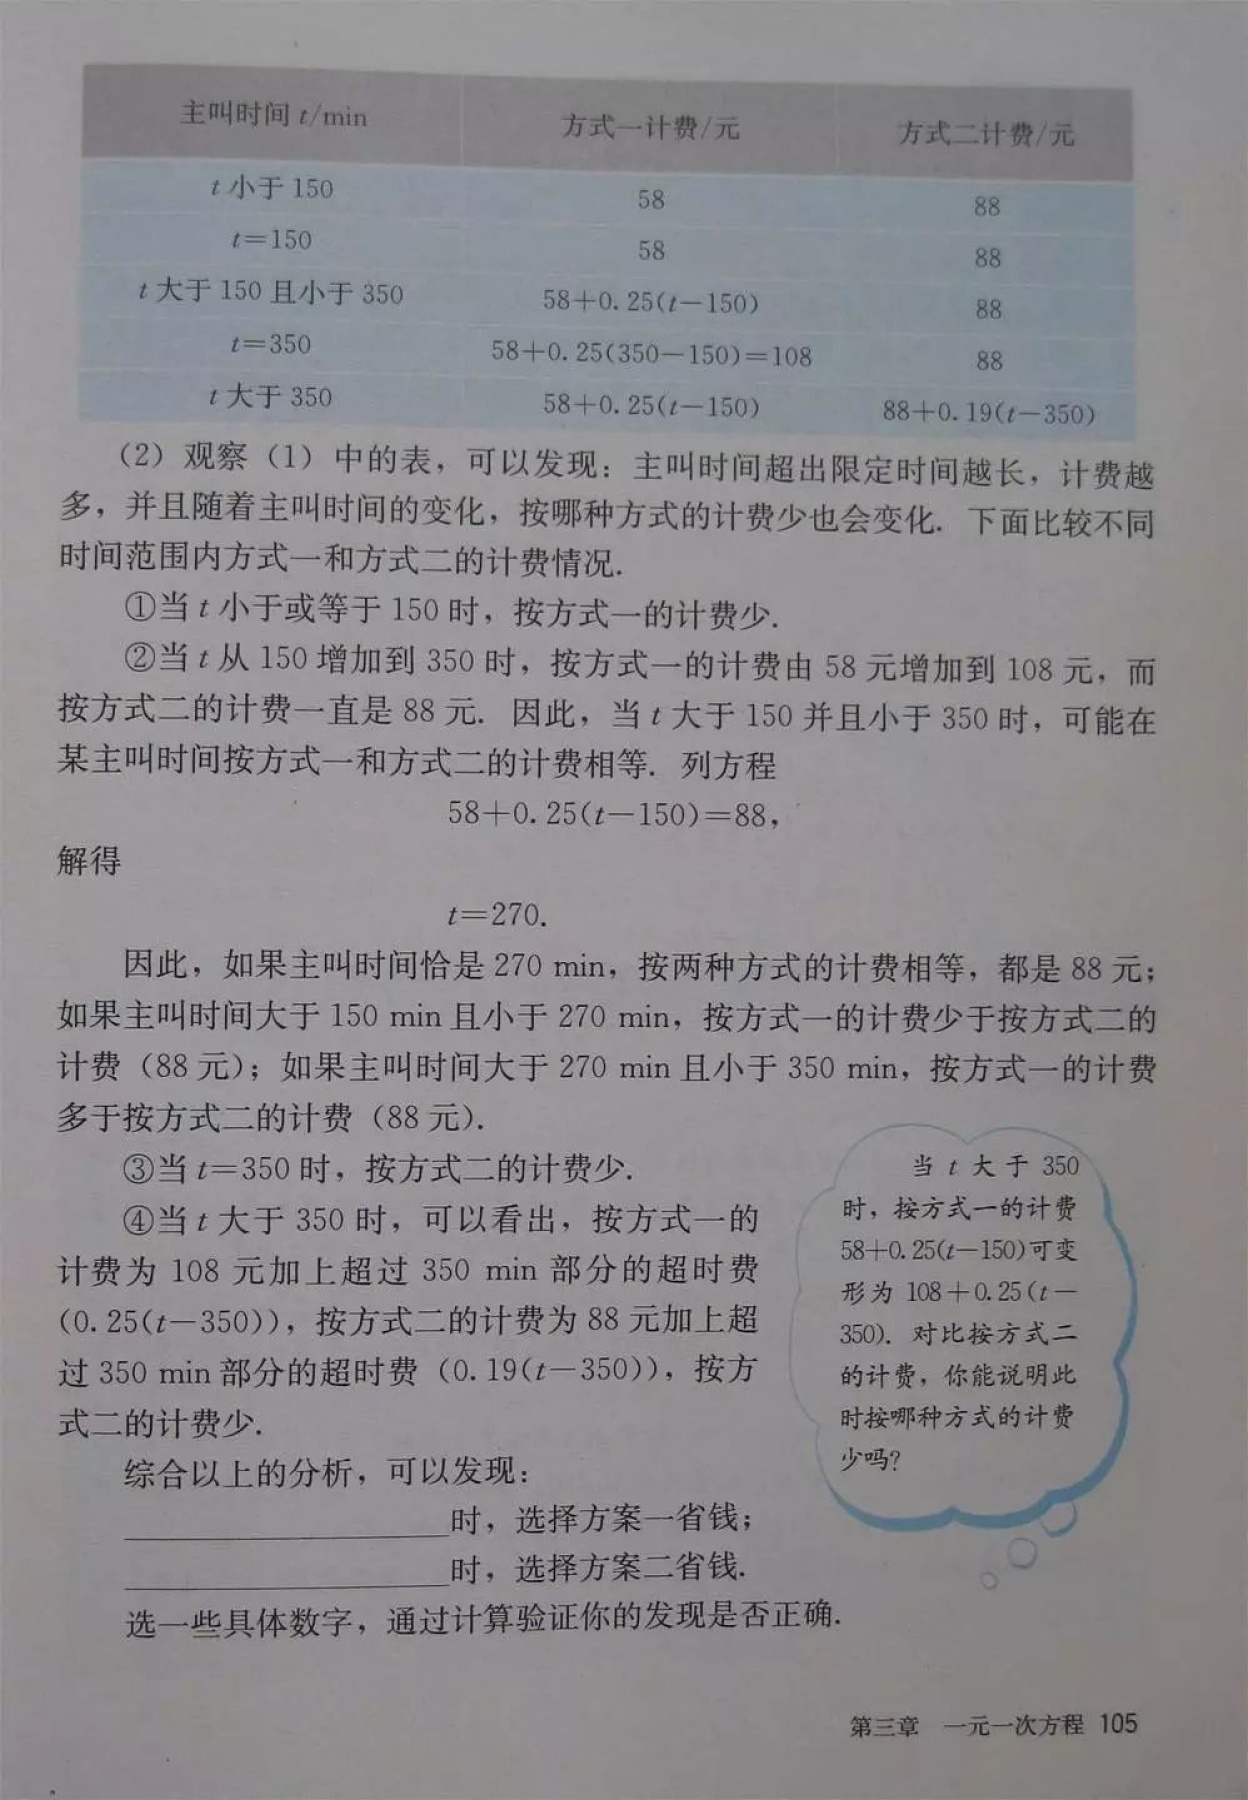 主叫时间 t/min 方式一计费/元 方式二计费/元
t 小于 150 58 88
t=150 58 88
t 大于 150 且小于 350 58+0.25(t-150) 88
t=350 58+0.25(350-150)=108 88
t 大于 350 58+0.25(t-150) 88+0.19(t-350)
（2）观察（1）中的表，可以发现：主叫时间超出限定时间越长，计费越
多，并且随着主叫时间的变化，按哪种方式的计费少也会变化．下面比较不同
时间范围内方式一和方式二的计费情况．
①当 t 小于或等于 150 时，按方式一的计费少．
②当 t 从 150 增加到 350 时，按方式一的计费由 58 元增加到 108 元，而
按方式二的计费一直是 88 元．因此，当 t 大于 150 并且小于 350 时，可能在
某主叫时间按方式一和方式二的计费相等．列方程
58+0.25(t-150)=88,
解得
t=270.
因此，如果主叫时间恰是 270 min，按两种方式的计费相等，都是 88 元；
如果主叫时间大于 150 min 且小于 270 min，按方式一的计费少于按方式二的
计费（88 元）；如果主叫时间大于 270 min 且小于 350 min，按方式一的计费
多于按方式二的计费（88 元）．
③当 t=350 时，按方式二的计费少．
④当 t 大于 350 时，可以看出，按方式一的
计费为 108 元加上超过 350 min 部分的超时费
(0.25(t-350))，按方式二的计费为 88 元加上超
过 350 min 部分的超时费（0.19(t-350)），按方
式二的计费少．
综合以上的分析，可以发现：
时，选择方案一省钱；
时，选择方案二省钱．
选一些具体数字，通过计算验证你的发现是否正确．
当 t 大于 350
时，按方式一的计费
58+0.25(t-150)可变
形为 108+0.25(t-
350)．对比按方式二
的计费，你能说明此
时按哪种方式的计费
少吗？
第三章 一元一次方程 105